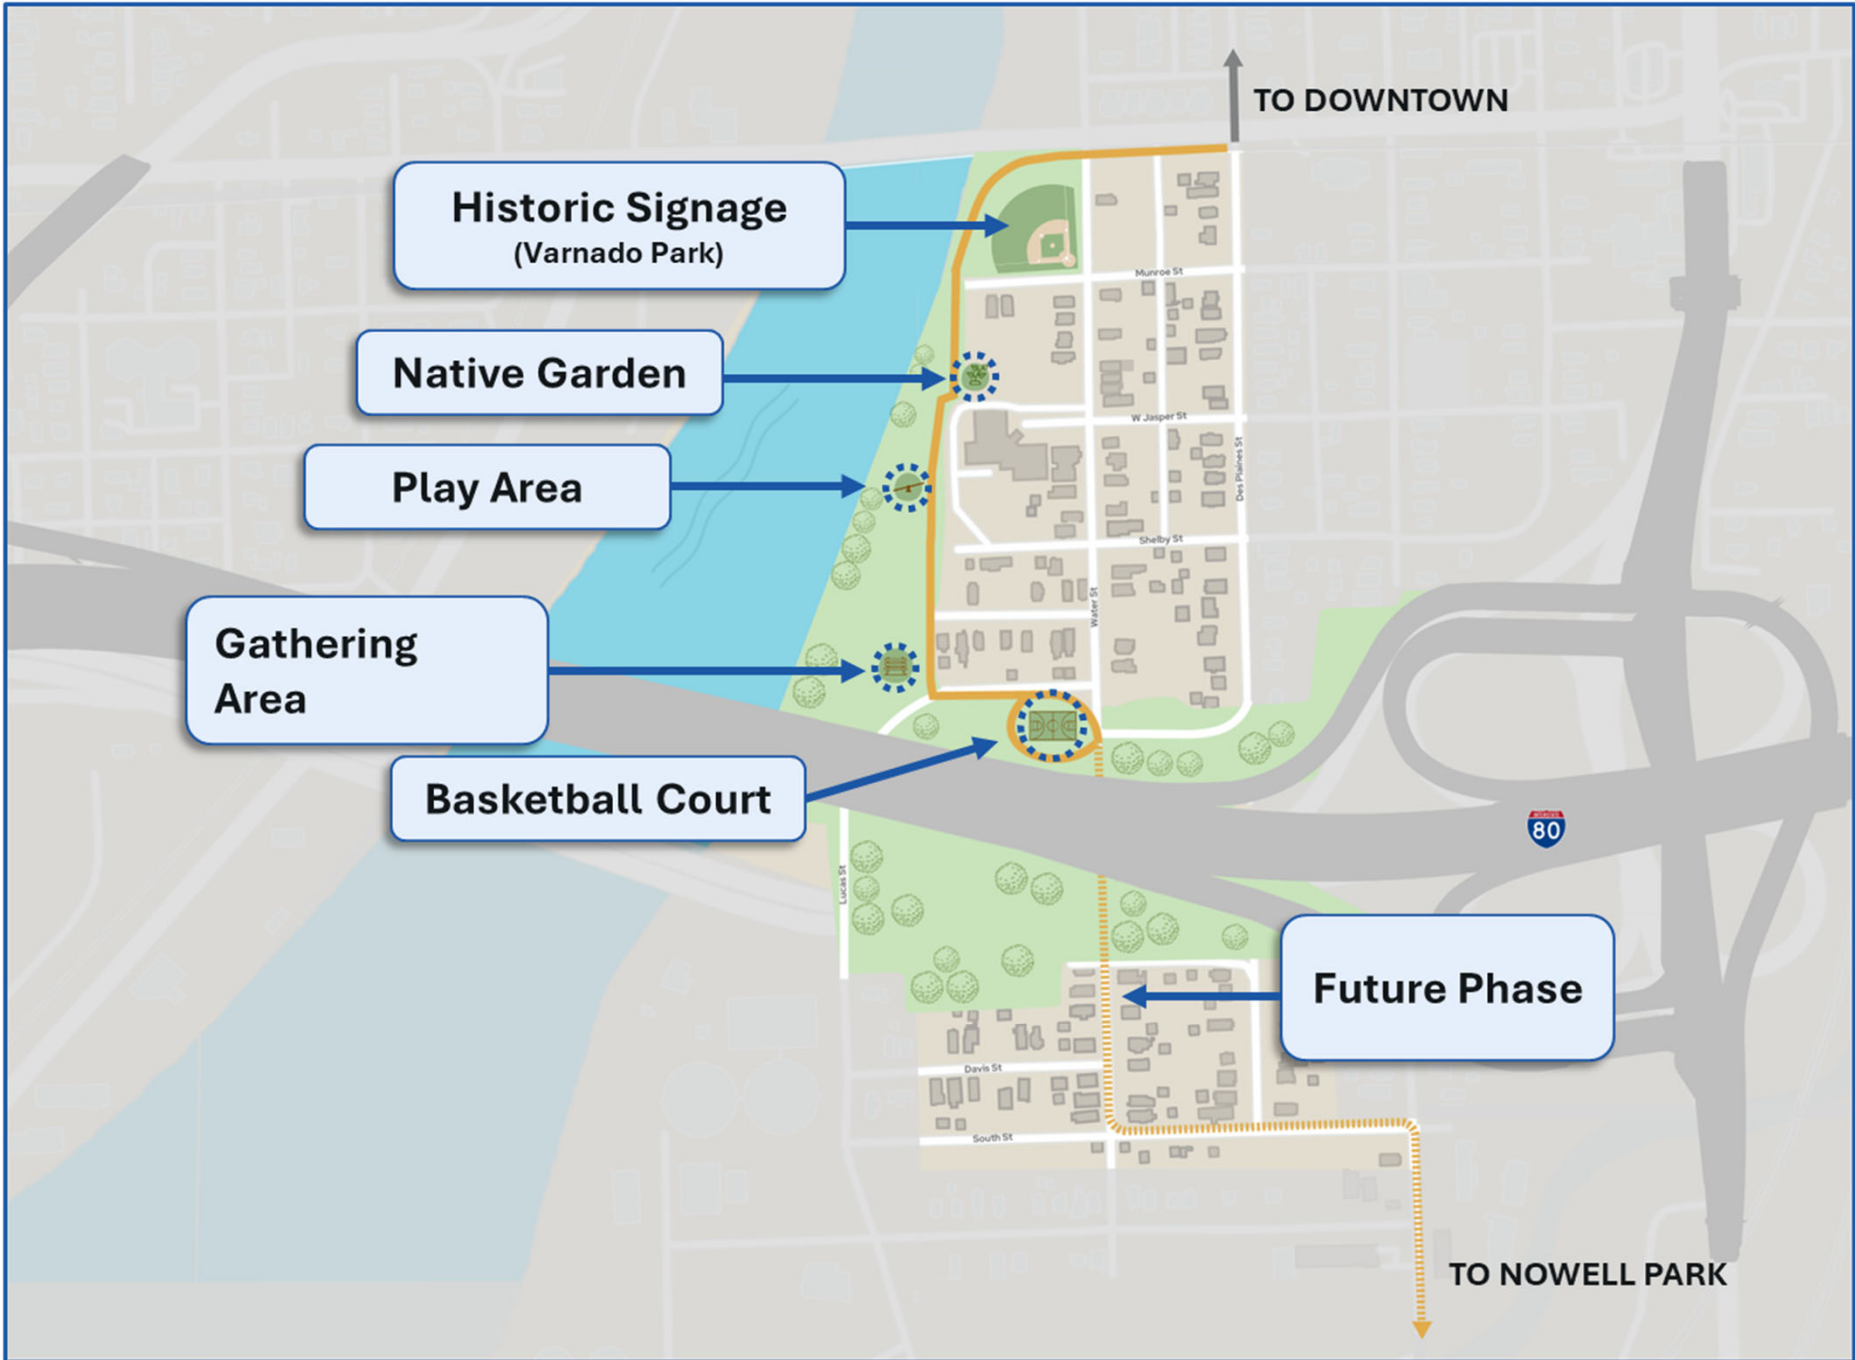 TO DOWNTOWN
Historic Signage
(Varnado Park)
Munroe St
Native Garden
W Jasper St
Des Plaines St
Play Area
Shelby St
Water St
Gathering
Area
Basketball Court
80
Lucas St
Future Phase
Davis St
South St
TO NOWELL PARK